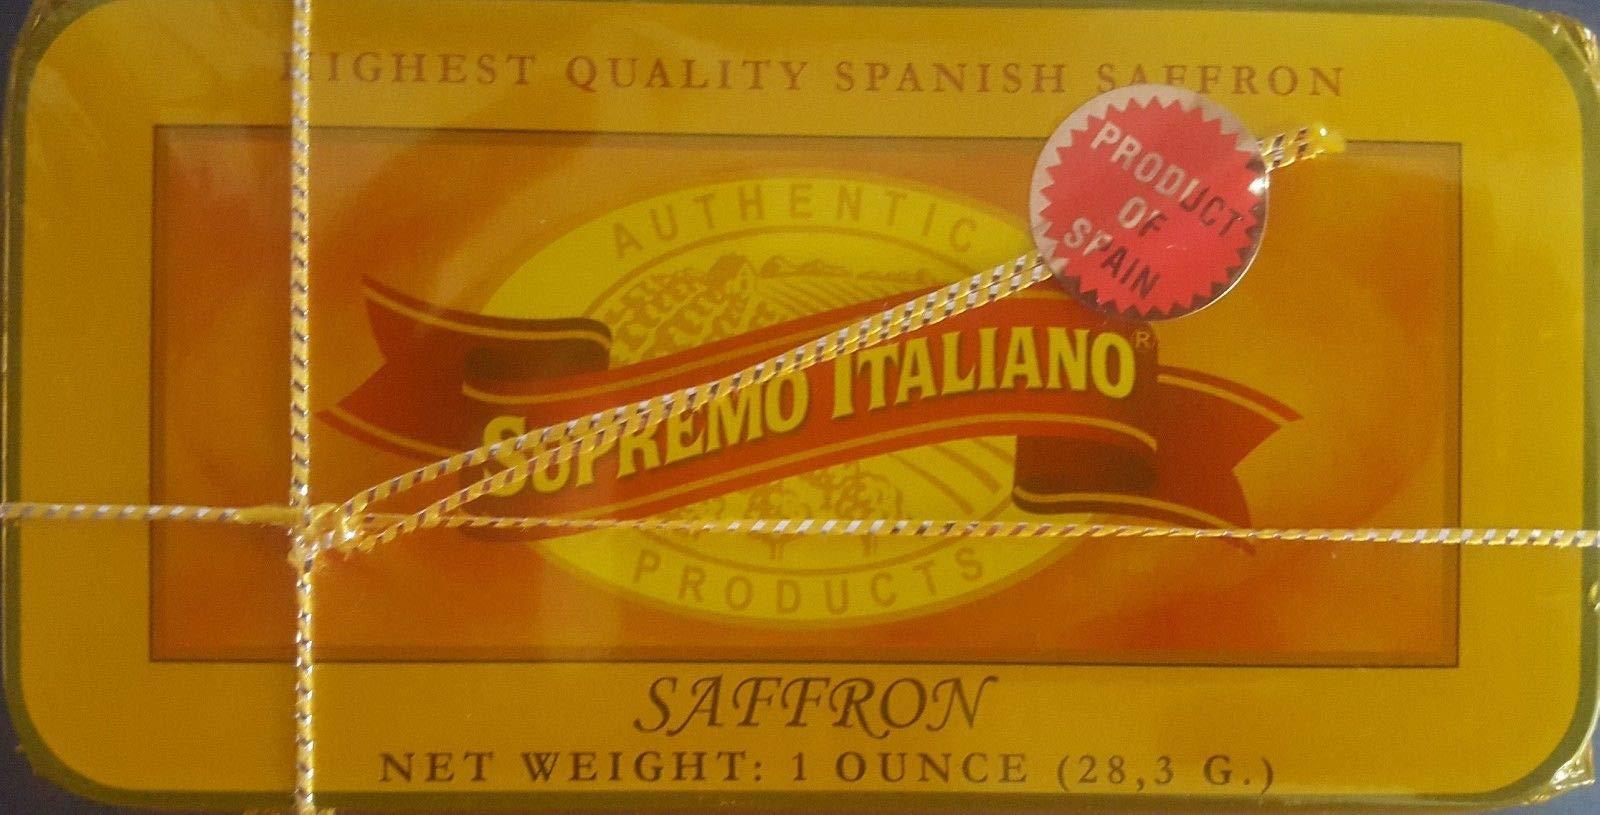 HIGHEST QUALITY SPANISH SAFFRON
PRODUCT
OF
SPAIN
AUTHENTIC
SUPREMO ITALIANO®
PRODUCTS
SAFFRON
NET WEIGHT: 1 OUNCE (28,3 G.)